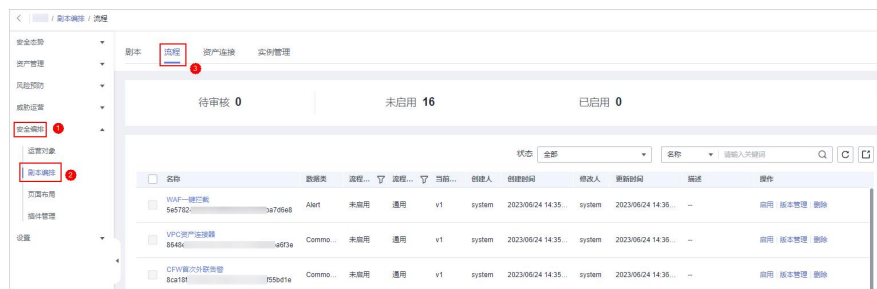 / 剧本编排 / 流程
安全态势
资产管理
风险预防
威胁运营
安全编排 1
运营对象
剧本编排 2
页面布局
插件管理
设置
剧本 流程 资产连接 实例管理
3
待审核 0 未启用 16 已启用 0
状态 全部 名称 请输入关键词
名称 数据类 流程... 流程... 当前... 创建人 创建时间 修改人 更新时间 描述 操作
WAF一键拦截
5e5782- ba7d6e8 Alert 未启用 通用 v1 system 2023/06/24 14:35... system 2023/06/24 14:36... -- 启用 版本管理 删除
VPC资产连接器
8648e a6f3e Commo... 未启用 通用 v1 system 2023/06/24 14:35... system 2023/06/24 14:36... -- 启用 版本管理 删除
CFW首次外联告警
8ca18f f55bd1e Commo... 未启用 通用 v1 system 2023/06/24 14:35... system 2023/06/24 14:36... -- 启用 版本管理 删除